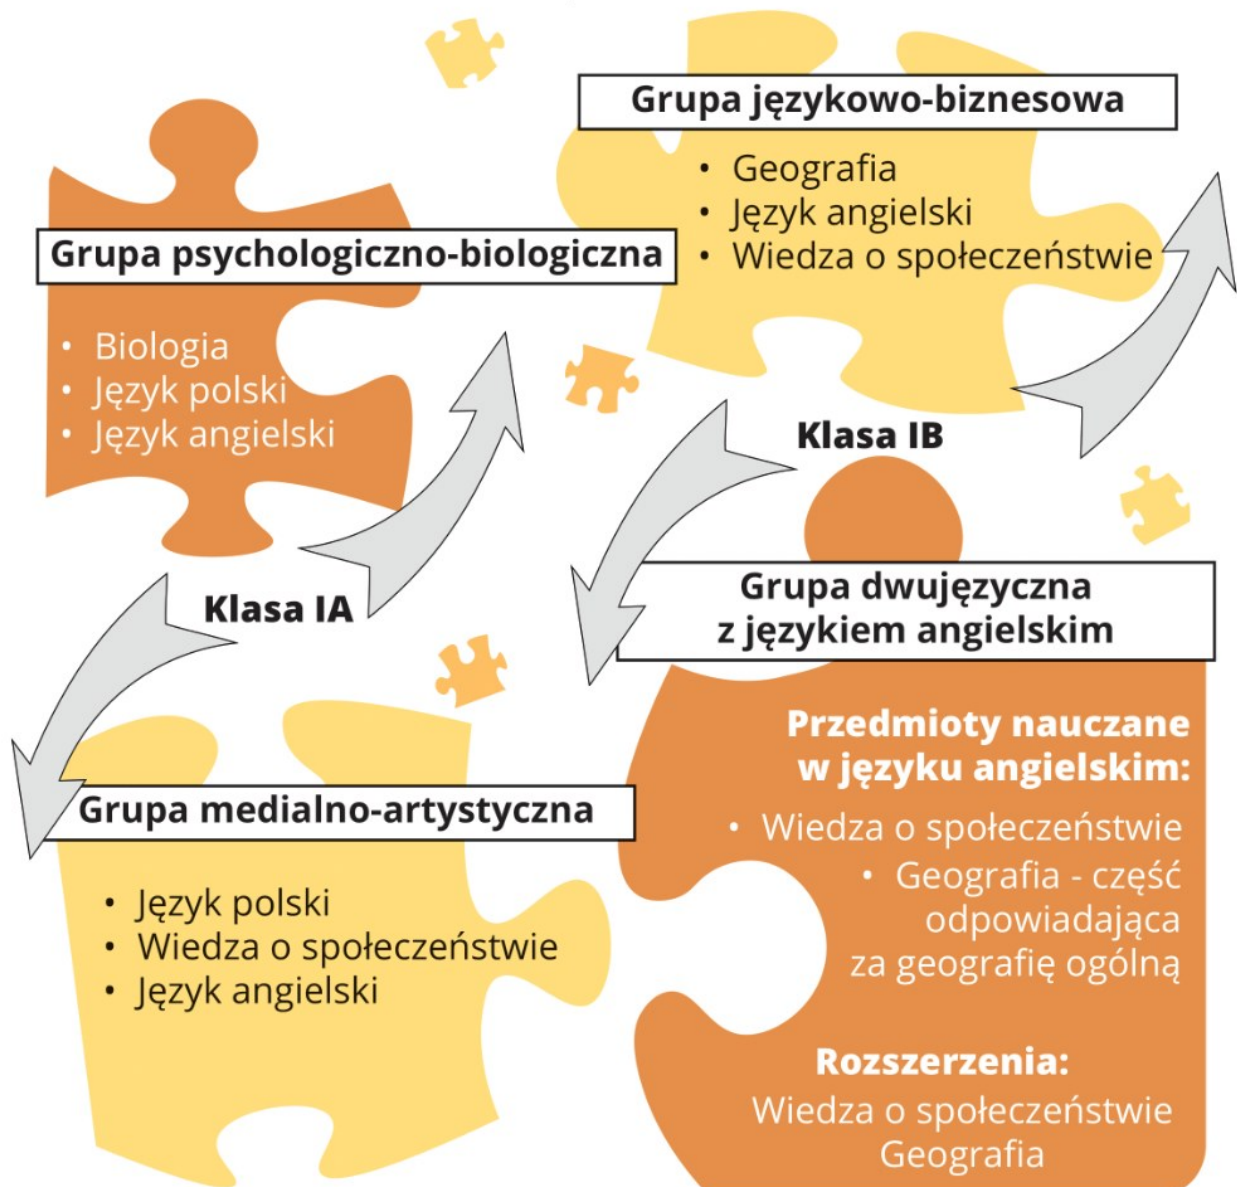 Grupa językowo-biznesowa
• Geografia
• Język angielski
• Wiedza o społeczeństwie
Grupa psychologiczno-biologiczna
• Biologia
• Język polski
• Język angielski
Klasa IB
Klasa IA
Grupa dwujęzyczna
z językiem angielskim
Przedmioty nauczane
w języku angielskim:
• Wiedza o społeczeństwie
• Geografia - część
odpowiadająca
za geografię ogólną
Rozszerzenia:
Wiedza o społeczeństwie
Geografia
Grupa medialno-artystyczna
• Język polski
• Wiedza o społeczeństwie
• Język angielski